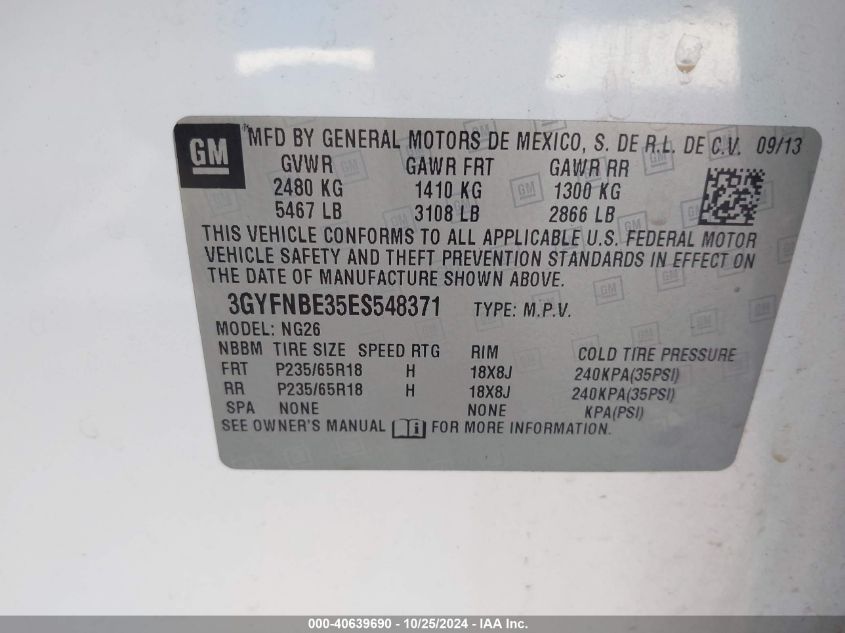 GM MFD BY GENERAL MOTORS DE MEXICO, S. DE R.L. DE C.V. 09/13
GVWR GAWR FRT GAWR RR
2480 KG 1410 KG 1300 KG
5467 LB 3108 LB 2866 LB
THIS VEHICLE CONFORMS TO ALL APPLICABLE U.S. FEDERAL MOTOR
VEHICLE SAFETY AND THEFT PREVENTION STANDARDS IN EFFECT ON
THE DATE OF MANUFACTURE SHOWN ABOVE.
3GYFNBE35ES548371 TYPE: M.P.V.
MODEL: NG26
NBBM TIRE SIZE SPEED RTG RIM COLD TIRE PRESSURE
FRT P235/65R18 H 18X8J 240KPA(35PSI)
RR P235/65R18 H 18X8J 240KPA(35PSI)
SPA NONE NONE KPA(PSI)
SEE OWNER'S MANUAL i FOR MORE INFORMATION.
000-40639690 - 10/25/2024 - IAA Inc.